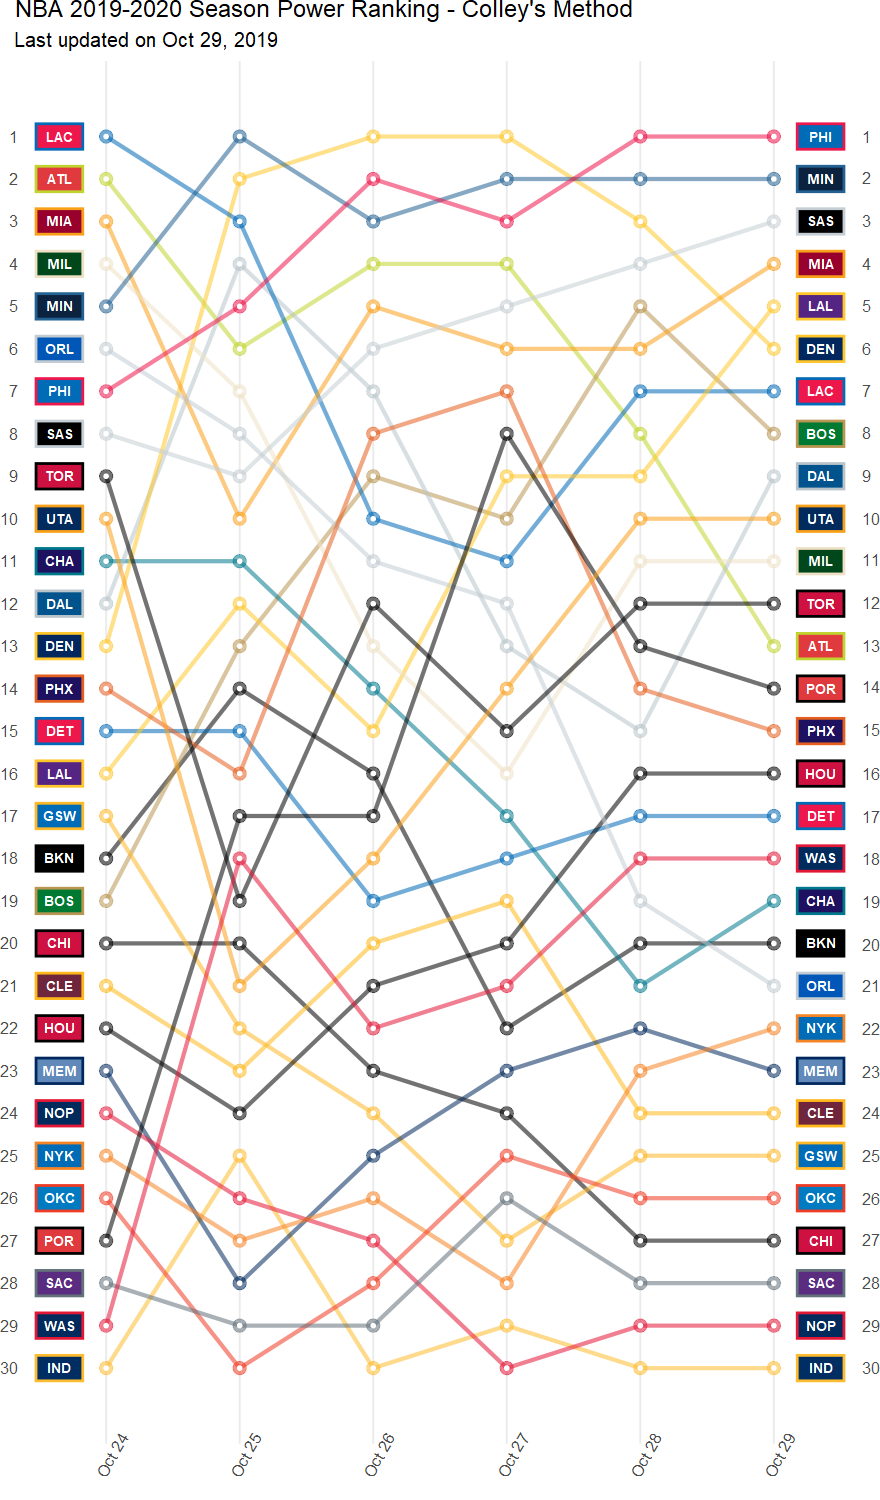 NBA 2019-2020 Season Power Ranking - Colley's Method
Last updated on Oct 29, 2019
1 LAC PHI 1
2 ATL MIN 2
3 MIA SAS 3
4 MIL MIA 4
5 MIN LAL 5
6 ORL DEN 6
7 PHI LAC 7
8 SAS BOS 8
9 TOR DAL 9
10 UTA UTA 10
11 CHA MIL 11
12 DAL TOR 12
13 DEN ATL 13
14 PHX POR 14
15 DET PHX 15
16 LAL HOU 16
17 GSW DET 17
18 BKN WAS 18
19 BOS CHA 19
20 CHI BKN 20
21 CLE ORL 21
22 HOU NYK 22
23 MEM MEM 23
24 NOP CLE 24
25 NYK GSW 25
26 OKC OKC 26
27 POR CHI 27
28 SAC SAC 28
29 WAS NOP 29
30 IND IND 30
Oct 24 Oct 25 Oct 26 Oct 27 Oct 28 Oct 29